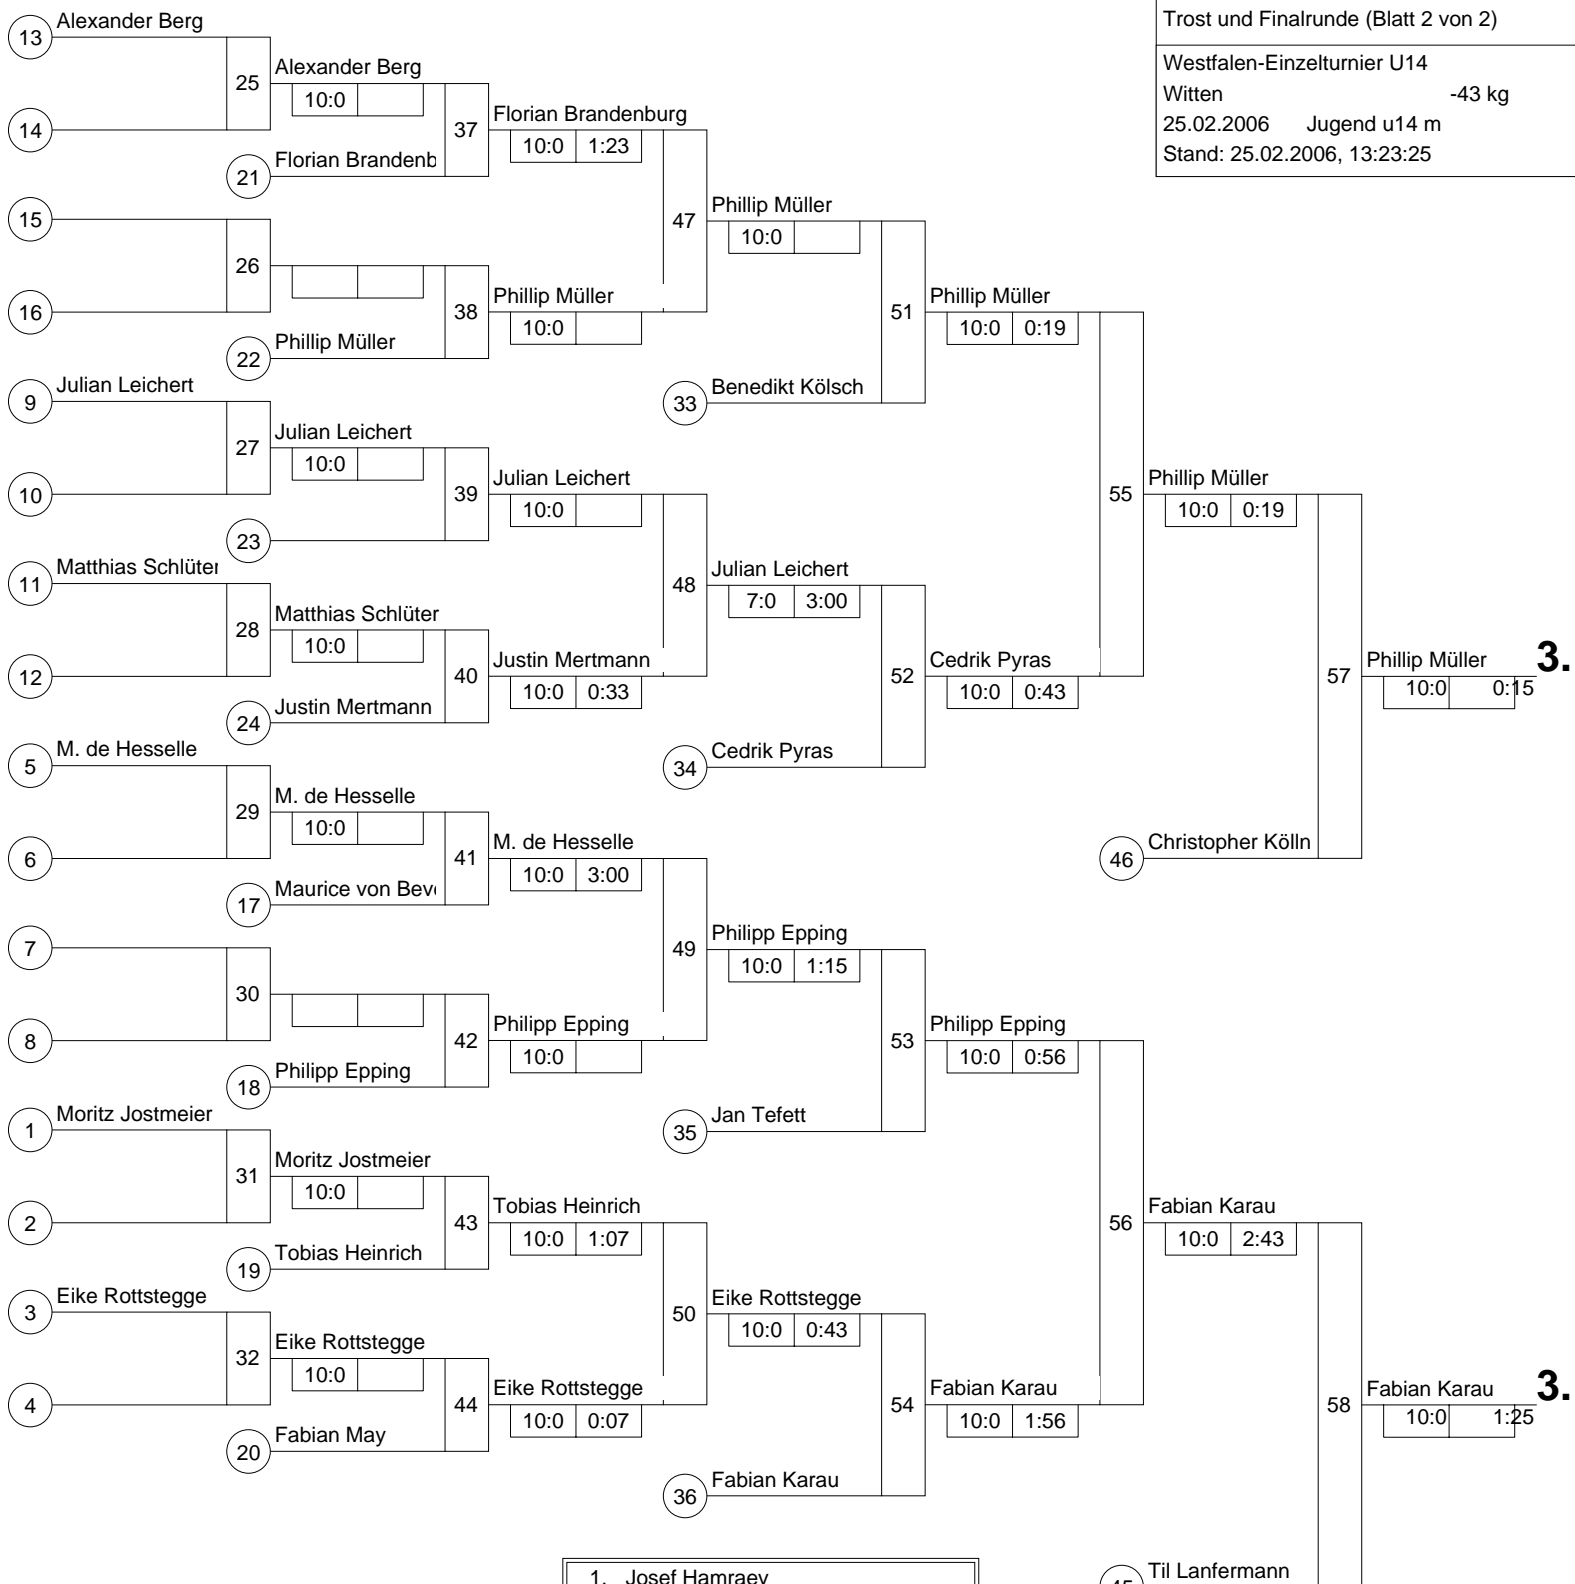 Trost und Finalrunde (Blatt 2 von 2)
Westfalen-Einzelturnier U14
Witten -43 kg
25.02.2006 Jugend u14 m
Stand: 25.02.2006, 13:23:25
13 Alexander Berg
25 Alexander Berg
10:0
14
37 Florian Brandenburg
10:0 1:23
21 Florian Brandenb
15
47 Phillip Müller
10:0
26
16
38 Phillip Müller
10:0
22 Phillip Müller
51 Phillip Müller
10:0 0:19
33 Benedikt Kölsch
9 Julian Leichert
27 Julian Leichert
10:0
10
39 Julian Leichert
10:0
23
55 Phillip Müller
10:0 0:19
11 Matthias Schlüter
48 Julian Leichert
7:0 3:00
28 Matthias Schlüter
10:0
12
40 Justin Mertmann
10:0 0:33
24 Justin Mertmann
52 Cedrik Pyras
10:0 0:43
34 Cedrik Pyras
57 Phillip Müller 3.
10:0 0:15
46 Christopher Kölln
5 M. de Hesselle
29 M. de Hesselle
10:0
6
41 M. de Hesselle
10:0 3:00
17 Maurice von Beve
7
49 Philipp Epping
10:0 1:15
30
8
42 Philipp Epping
10:0
18 Philipp Epping
53 Philipp Epping
10:0 0:56
35 Jan Tefett
1 Moritz Jostmeier
31 Moritz Jostmeier
10:0
2
43 Tobias Heinrich
10:0 1:07
19 Tobias Heinrich
56 Fabian Karau
10:0 2:43
3 Eike Rottstegge
50 Eike Rottstegge
10:0 0:43
32 Eike Rottstegge
10:0
4
44 Eike Rottstegge
10:0 0:07
20 Fabian May
54 Fabian Karau
10:0 1:56
36 Fabian Karau
58 Fabian Karau 3.
10:0 1:25
45 Til Lanfermann
1. Josef Hamraev